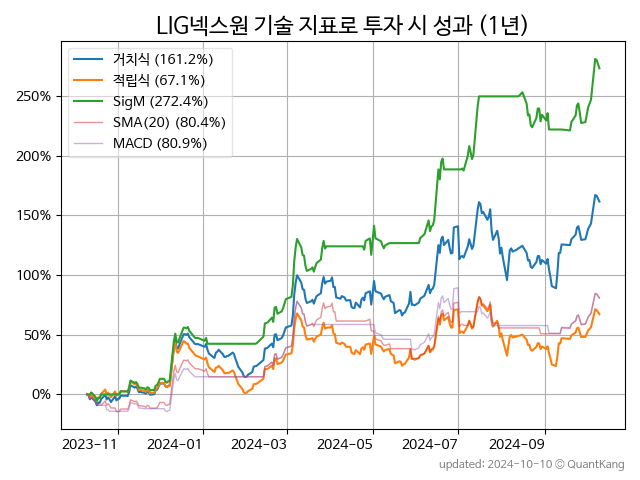 LIG넥스원 기술 지표로 투자 시 성과 (1년)
거치식 (161.2%)
적립식 (67.1%)
SigM (272.4%)
SMA(20) (80.4%)
MACD (80.9%)
250%
200%
150%
100%
50%
0%
2023-11 2024-01 2024-03 2024-05 2024-07 2024-09
updated: 2024-10-10 © QuantKang